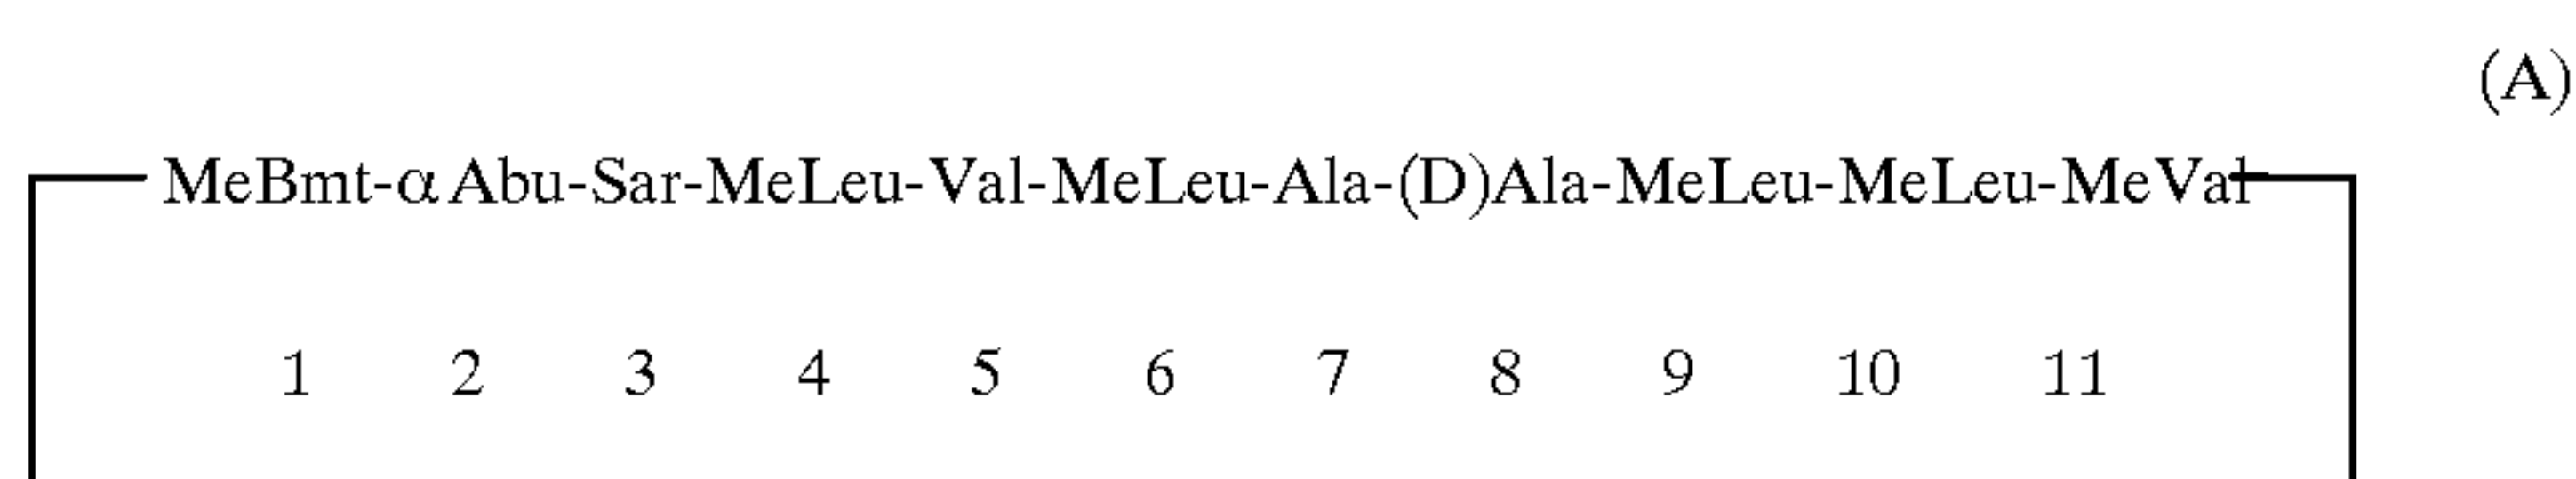 (A)
MeBmt-α Abu-Sar-MeLeu-Val-MeLeu-Ala-(D)Ala-MeLeu-MeLeu-MeVal
1 2 3 4 5 6 7 8 9 10 11